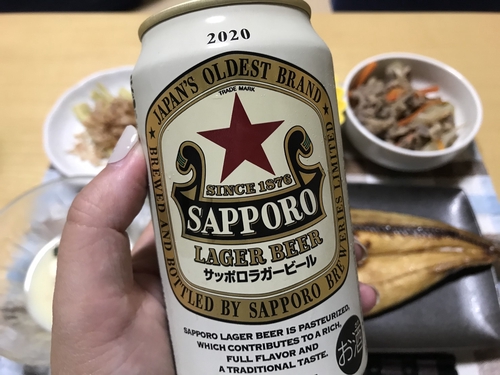 2020
JAPAN'S OLDEST BRAND
TRADE MARK
SINCE 1876
SAPPORO
LAGER BEER
サッポロラガービール
BREWED AND BOTTLED BY SAPPORO BREWERIES LIMITED
SAPPORO LAGER BEER IS PASTEURIZED,
WHICH CONTRIBUTES TO A RICH,
FULL FLAVOR AND
A TRADITIONAL TASTE.
お酒